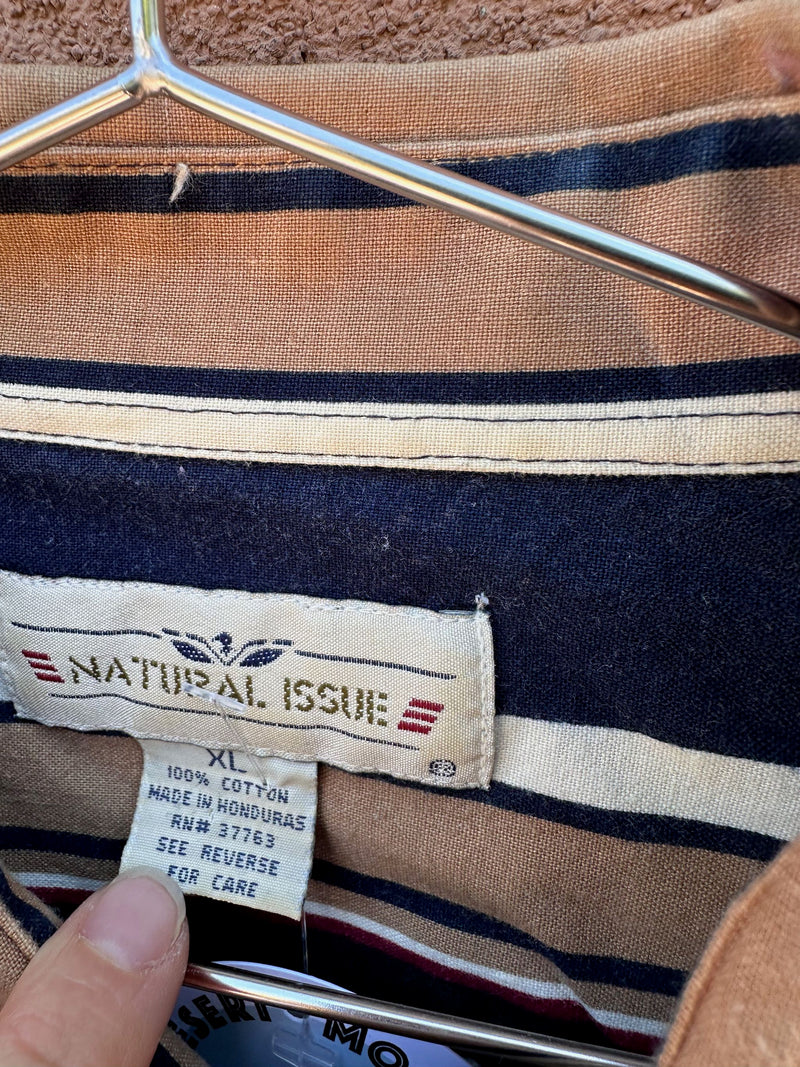 NATURAL ISSUE
®
XL
100% COTTON
MADE IN HONDURAS
RN# 37763
SEE REVERSE
FOR CARE